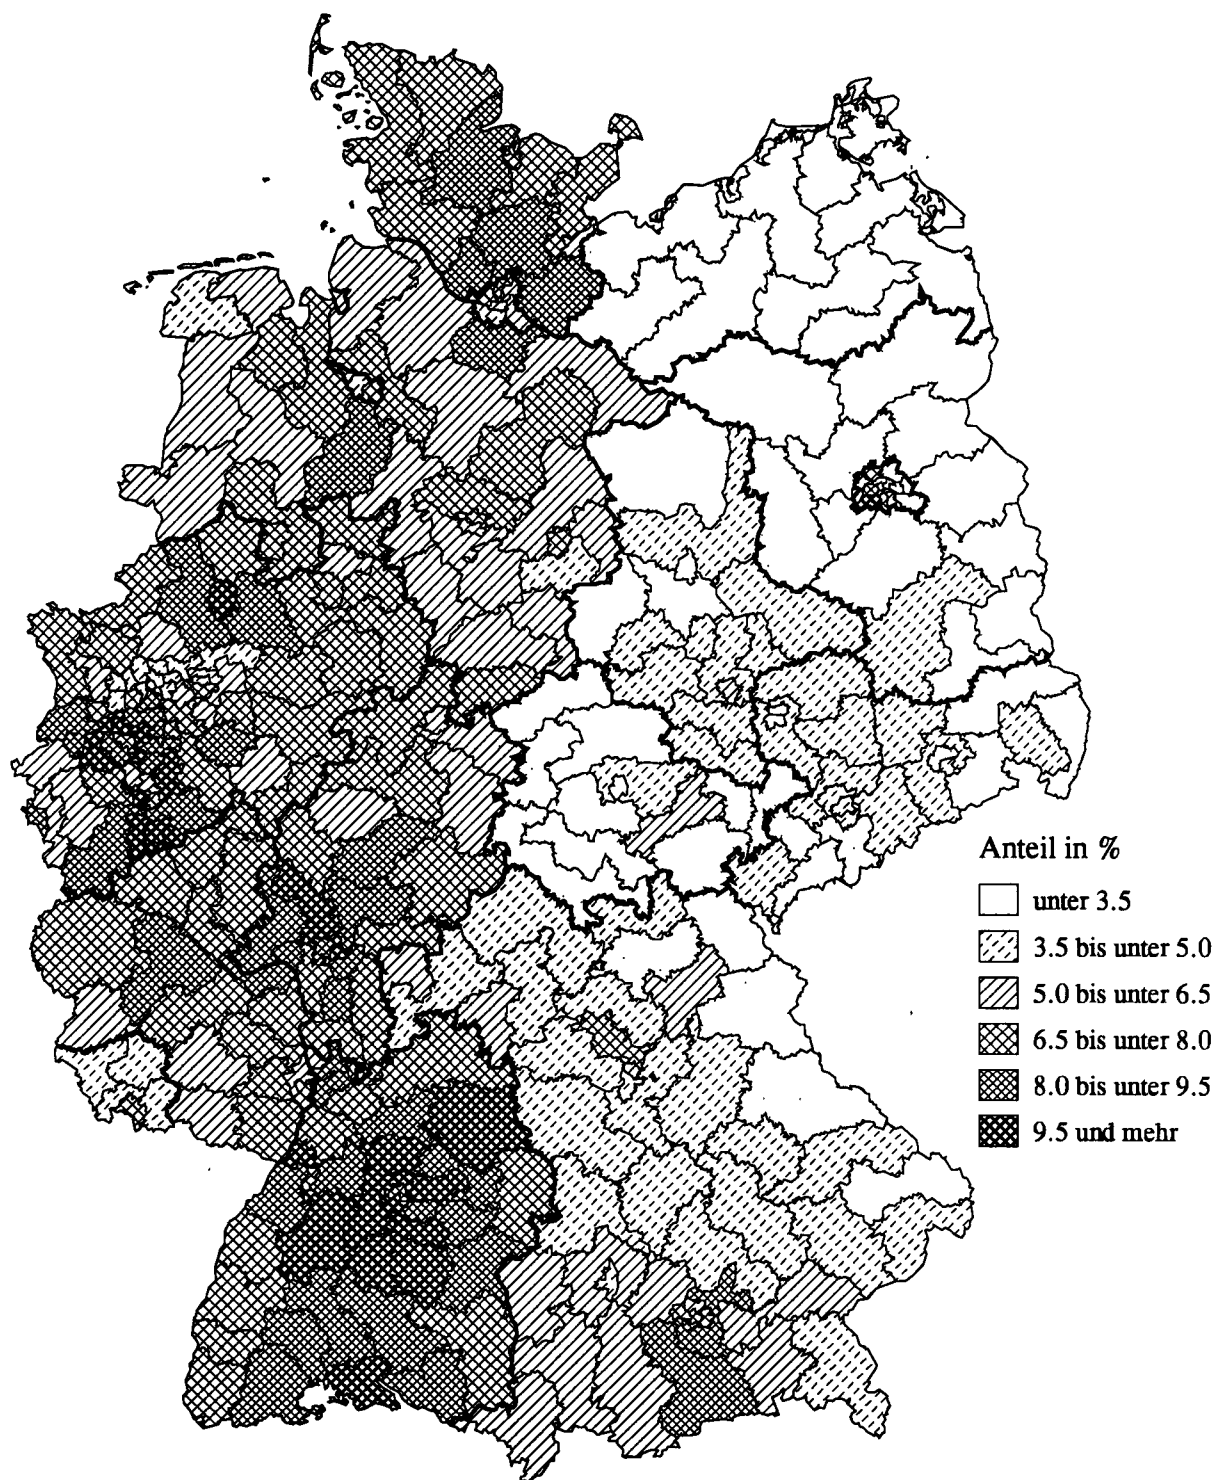 Anteil in %
unter 3.5
3.5 bis unter 5.0
5.0 bis unter 6.5
6.5 bis unter 8.0
8.0 bis unter 9.5
9.5 und mehr